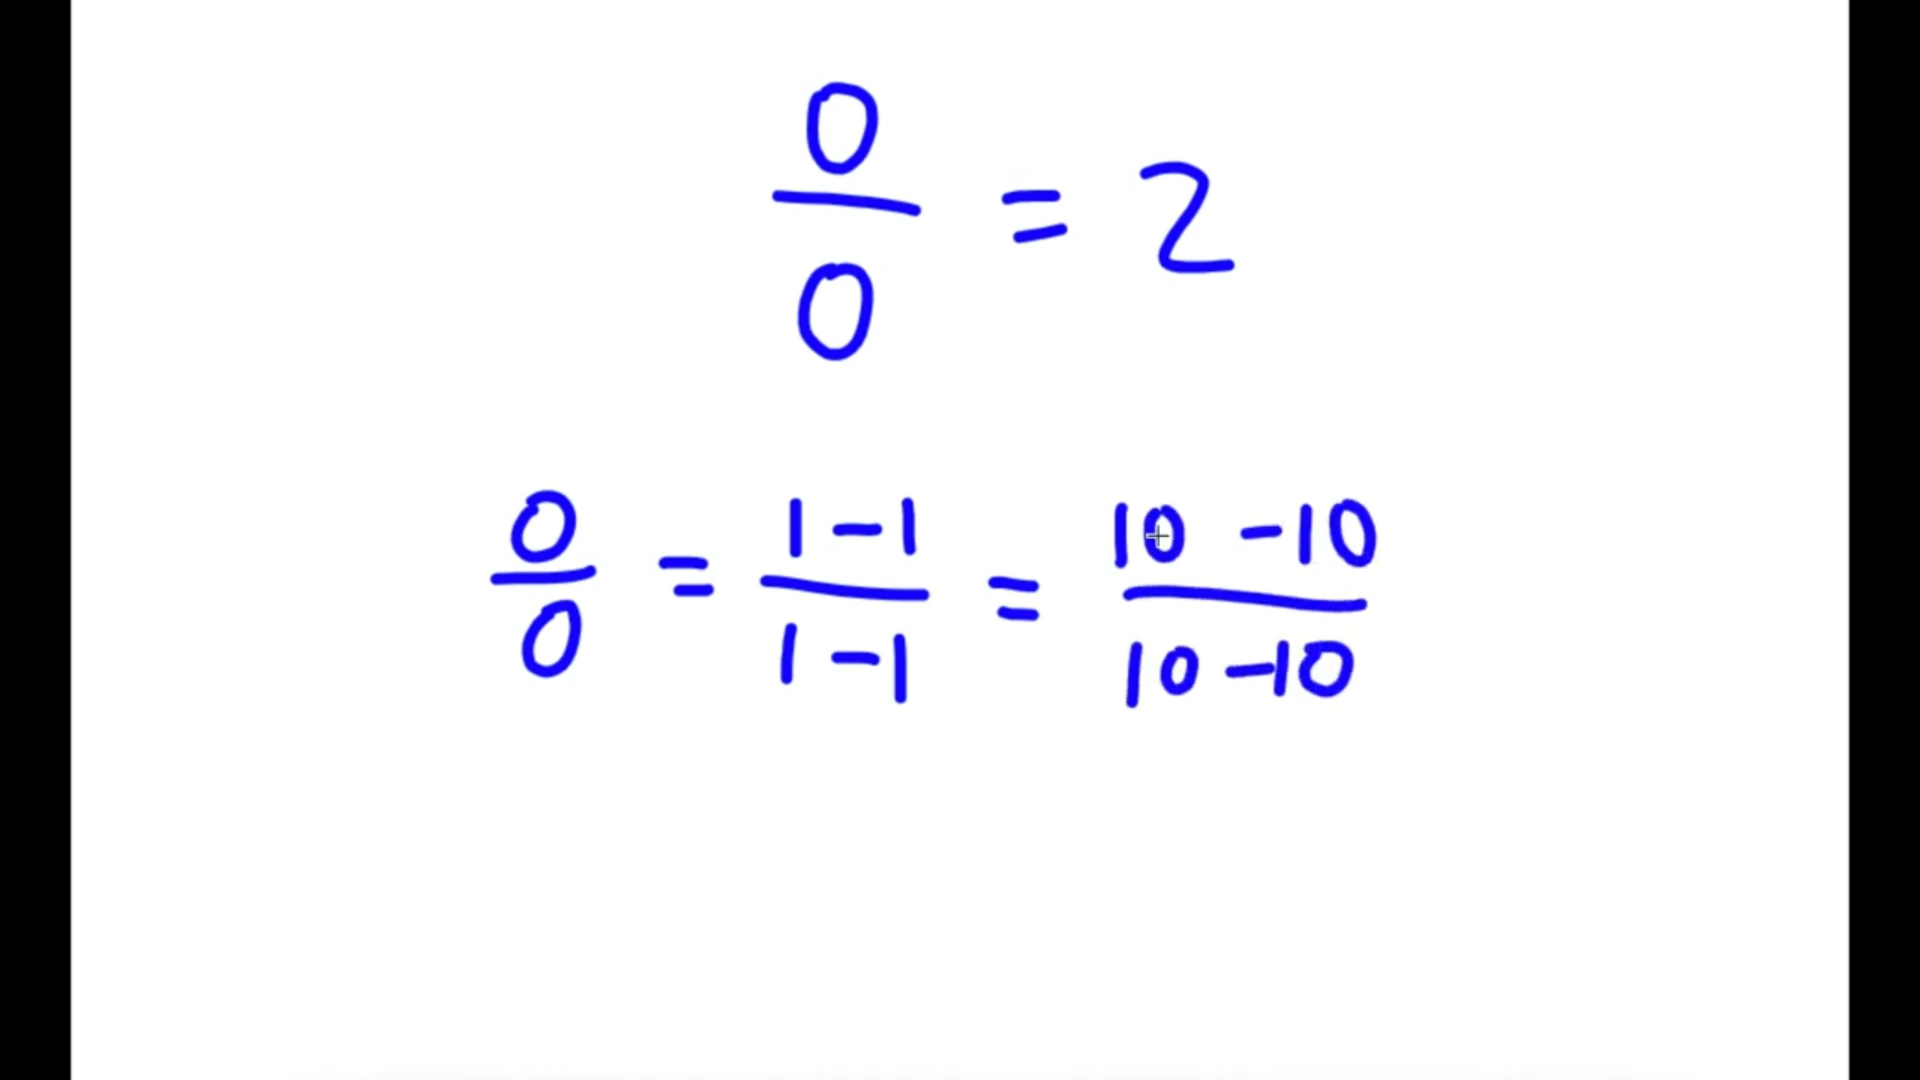 0/0 = 2
0/0 = 1-1/1-1 = 10-10/10-10